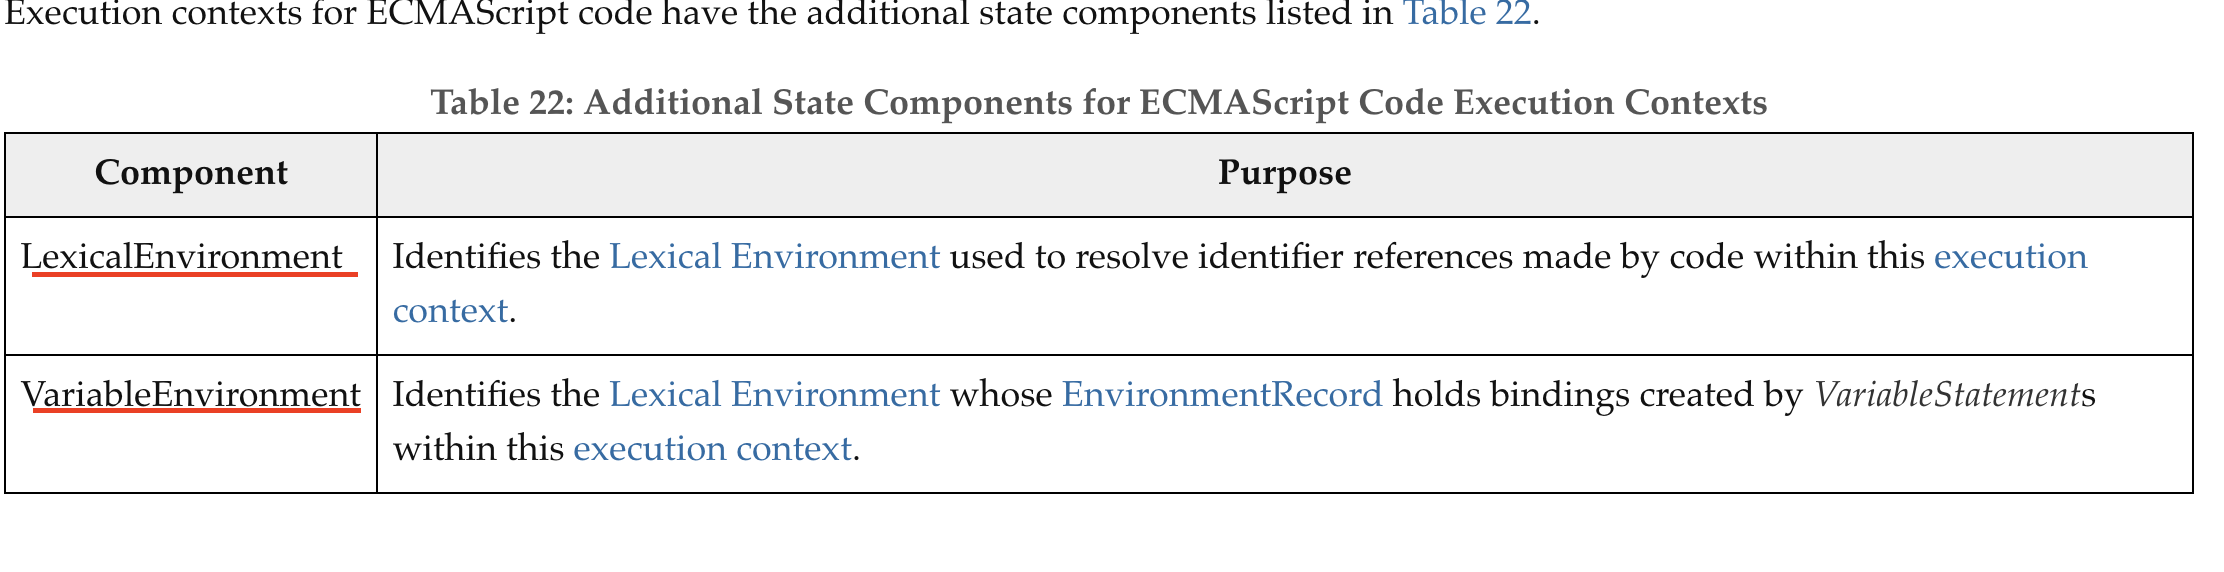 Execution contexts for ECMAScript code have the additional state components listed in Table 22.
Table 22: Additional State Components for ECMAScript Code Execution Contexts
Component
Purpose
LexicalEnvironment
Identifies the Lexical Environment used to resolve identifier references made by code within this execution
context.
VariableEnvironment
Identifies the Lexical Environment whose EnvironmentRecord holds bindings created by VariableStatements
within this execution context.